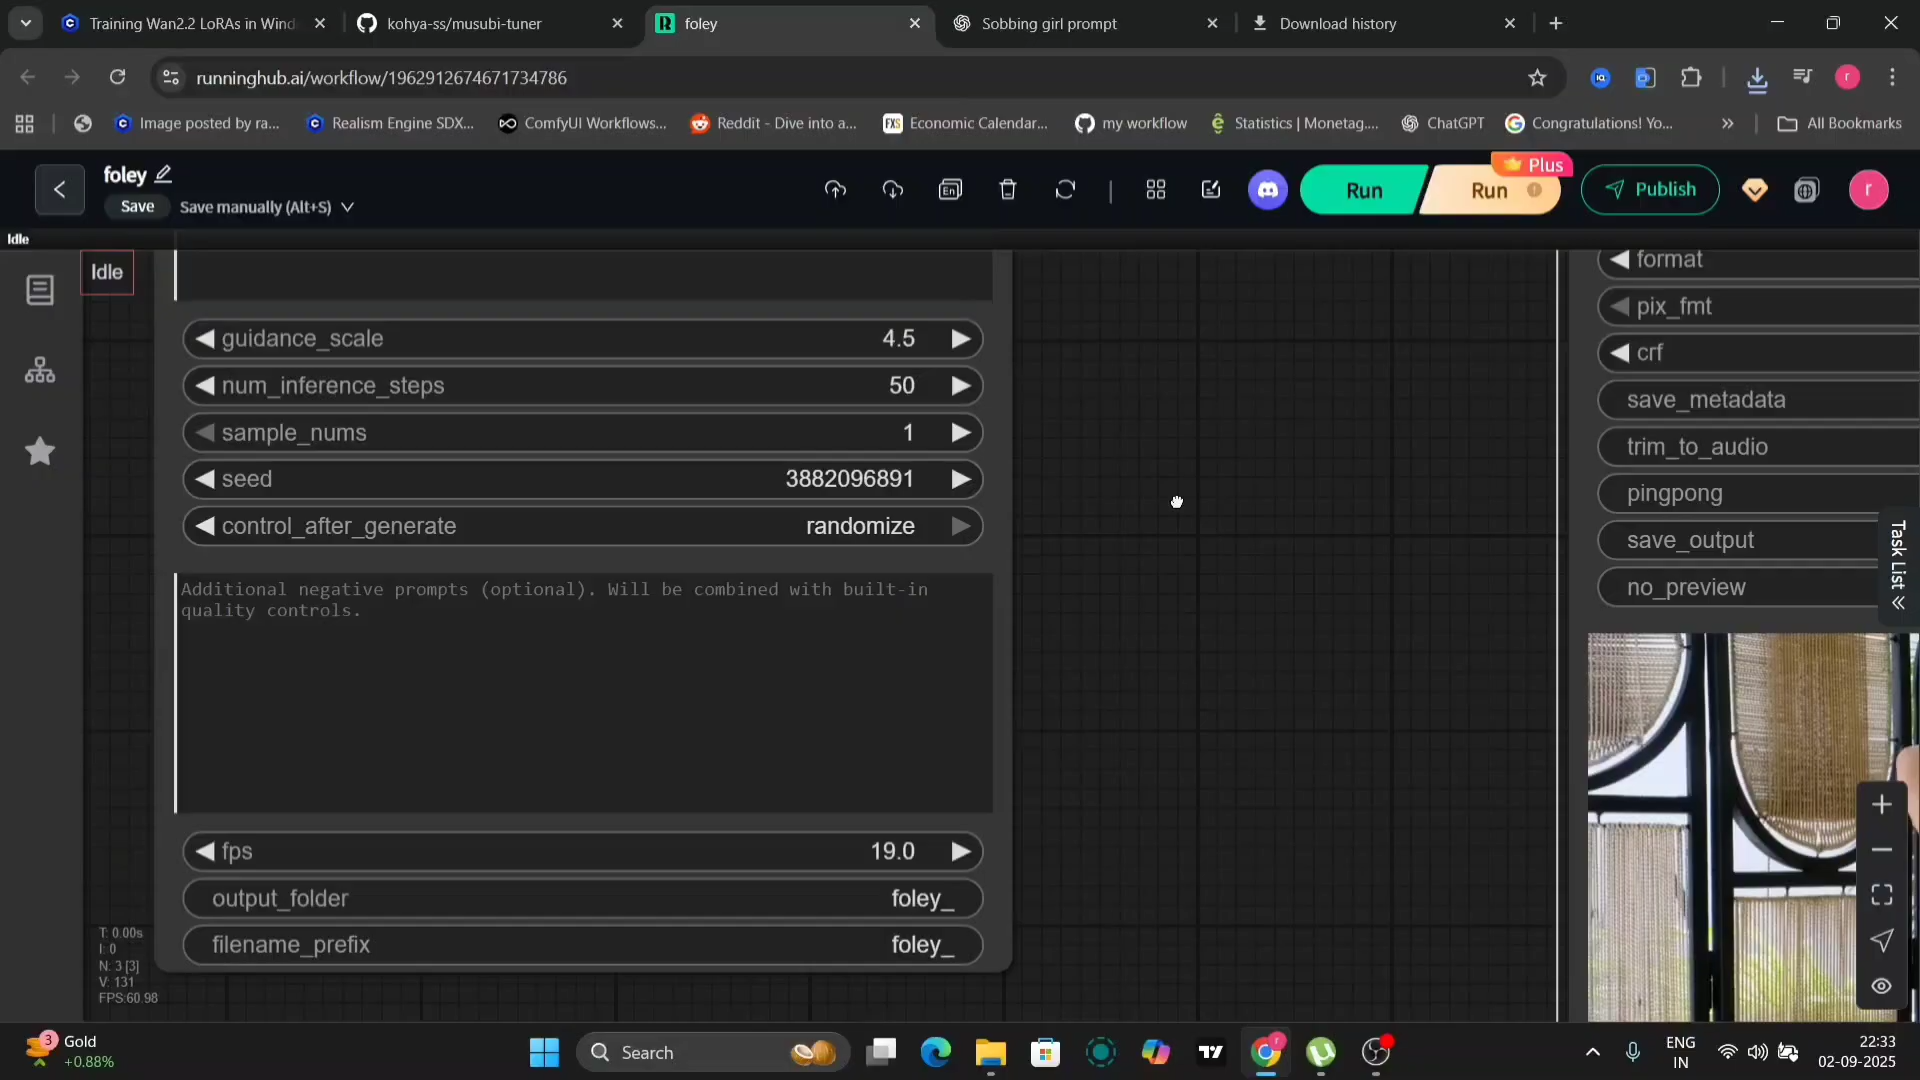 Training Wan2.2 LoRAs in Wind
kohya-ss/musubi-tuner
foley
Sobbing girl prompt
Download history
runninghub.ai/workflow/1962912674671734786
r
Image posted by ra...
Realism Engine SDX...
ComfyUI Workflows...
Reddit - Dive into a...
FXS
Economic Calendar...
my workflow
Statistics | Monetag....
ChatGPT
Congratulations! Yo...
»
All Bookmarks
foley
Save
Save manually (Alt+S)
En
Run
Run
Plus
Publish
r
Idle
Idle
guidance_scale
4.5
num_inference_steps
50
sample_nums
1
seed
3882096891
control_after_generate
randomize
Additional negative prompts (optional). Will be combined with built-in
quality controls.
fps
19.0
output_folder
foley_
filename_prefix
foley_
format
pix_fmt
crf
save_metadata
trim_to_audio
pingpong
save_output
no_preview
Task List
T: 0.00s
I: 0
N: 3 [3]
V: 131
FPS:60.98
3
Gold
+0.88%
Search
ENG
IN
22:33
02-09-2025